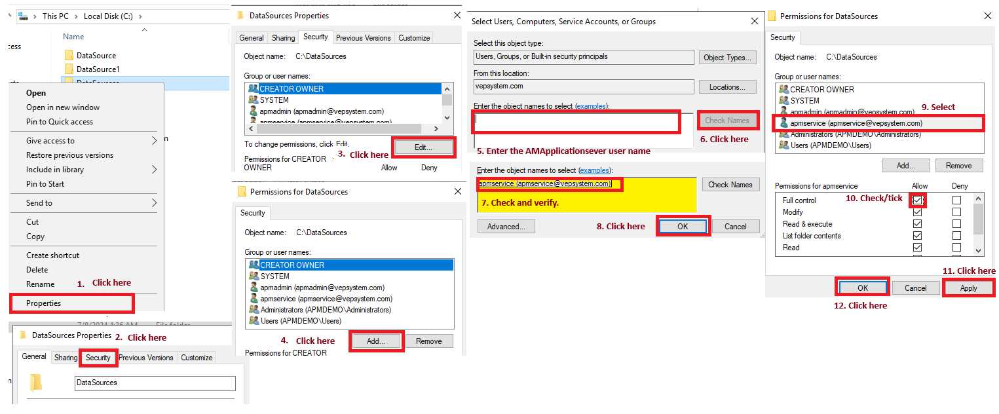 This PC > Local Disk (C:) >
Name
DataSource
DataSource1
DataSources
Open
Open in new window
Pin to Quick access
Give access to
Restore previous versions
Include in library
Pin to Start
Send to
Cut
Copy
Create shortcut
Delete
Rename
1. Click here
Properties
7/8/2024 4:36 AM File folder
DataSources Properties
2. Click here
General Sharing Security Previous Versions Customize
DataSources
DataSources Properties
General Sharing Security Previous Versions Customize
Object name: C:\DataSources
Group or user names:
CREATOR OWNER
SYSTEM
apmadmin (apmadmin@vepsystem.com)
apmservice (apmservice@vepsystem.com)
To change permissions, click Edit.
3. Click here
Edit...
Permissions for CREATOR
OWNER Allow Deny
Permissions for DataSources
Security
Object name: C:\DataSources
Group or user names:
CREATOR OWNER
SYSTEM
apmadmin (apmadmin@vepsystem.com)
apmservice (apmservice@vepsystem.com)
Administrators (APMDEMO\Administrators)
Users (APMDEMO\Users)
4. Click here
Add... Remove
Permissions for CREATOR
Select Users, Computers, Service Accounts, or Groups
Select this object type:
Users, Groups, or Built-in security principals
Object Types...
From this location:
vepsystem.com
Locations...
Enter the object names to select (examples):
Check Names
6. Click here
5. Enter the AMApplicationsever user name
Enter the object names to select (examples):
apmservice (apmservice@vepsystem.com)
Check Names
7. Check and verify.
Advanced...
8. Click here
OK Cancel
Permissions for DataSources
Security
Object name: C:\DataSources
Group or user names:
CREATOR OWNER
SYSTEM
9. Select
apmadmin (apmadmin@vepsystem.com)
apmservice (apmservice@vepsystem.com)
Administrators (APMDEMO\Administrators)
Users (APMDEMO\Users)
Add... Remove
Permissions for apmservice Allow Deny
10. Check/tick
Full control
Modify
Read & execute
List folder contents
Read
11. Click here
OK Cancel Apply
12. Click here